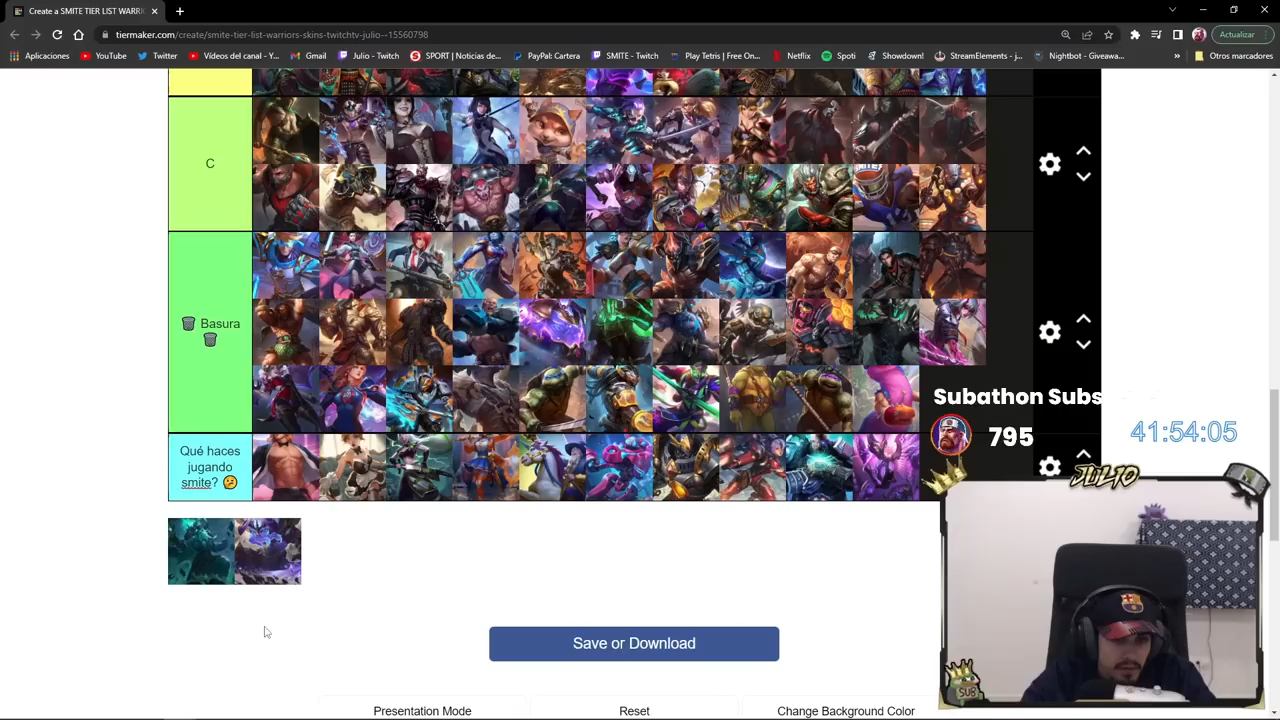 Create a SMITE TIER LIST WARRI
tiermaker.com/create/smite-tier-list-warriors-skins-twitchtv-julio--15560798
Actualizar
Aplicaciones
YouTube
Twitter
Vídeos del canal - Y...
Gmail
Julio - Twitch
SPORT | Noticias de...
PayPal Cartera
SMITE - Twitch
Play Tetris | Free On...
Netflix
Spoti
Showdown!
StreamElements - j...
Nightbot - Giveawa...
»
Otros marcadores
C
🗑 Basura
🗑
Qué haces
jugando
smite? 🤔
Subathon Subs
795
41:54:05
JULIO
SUB
Save or Download
Presentation Mode
Reset
Change Background Color